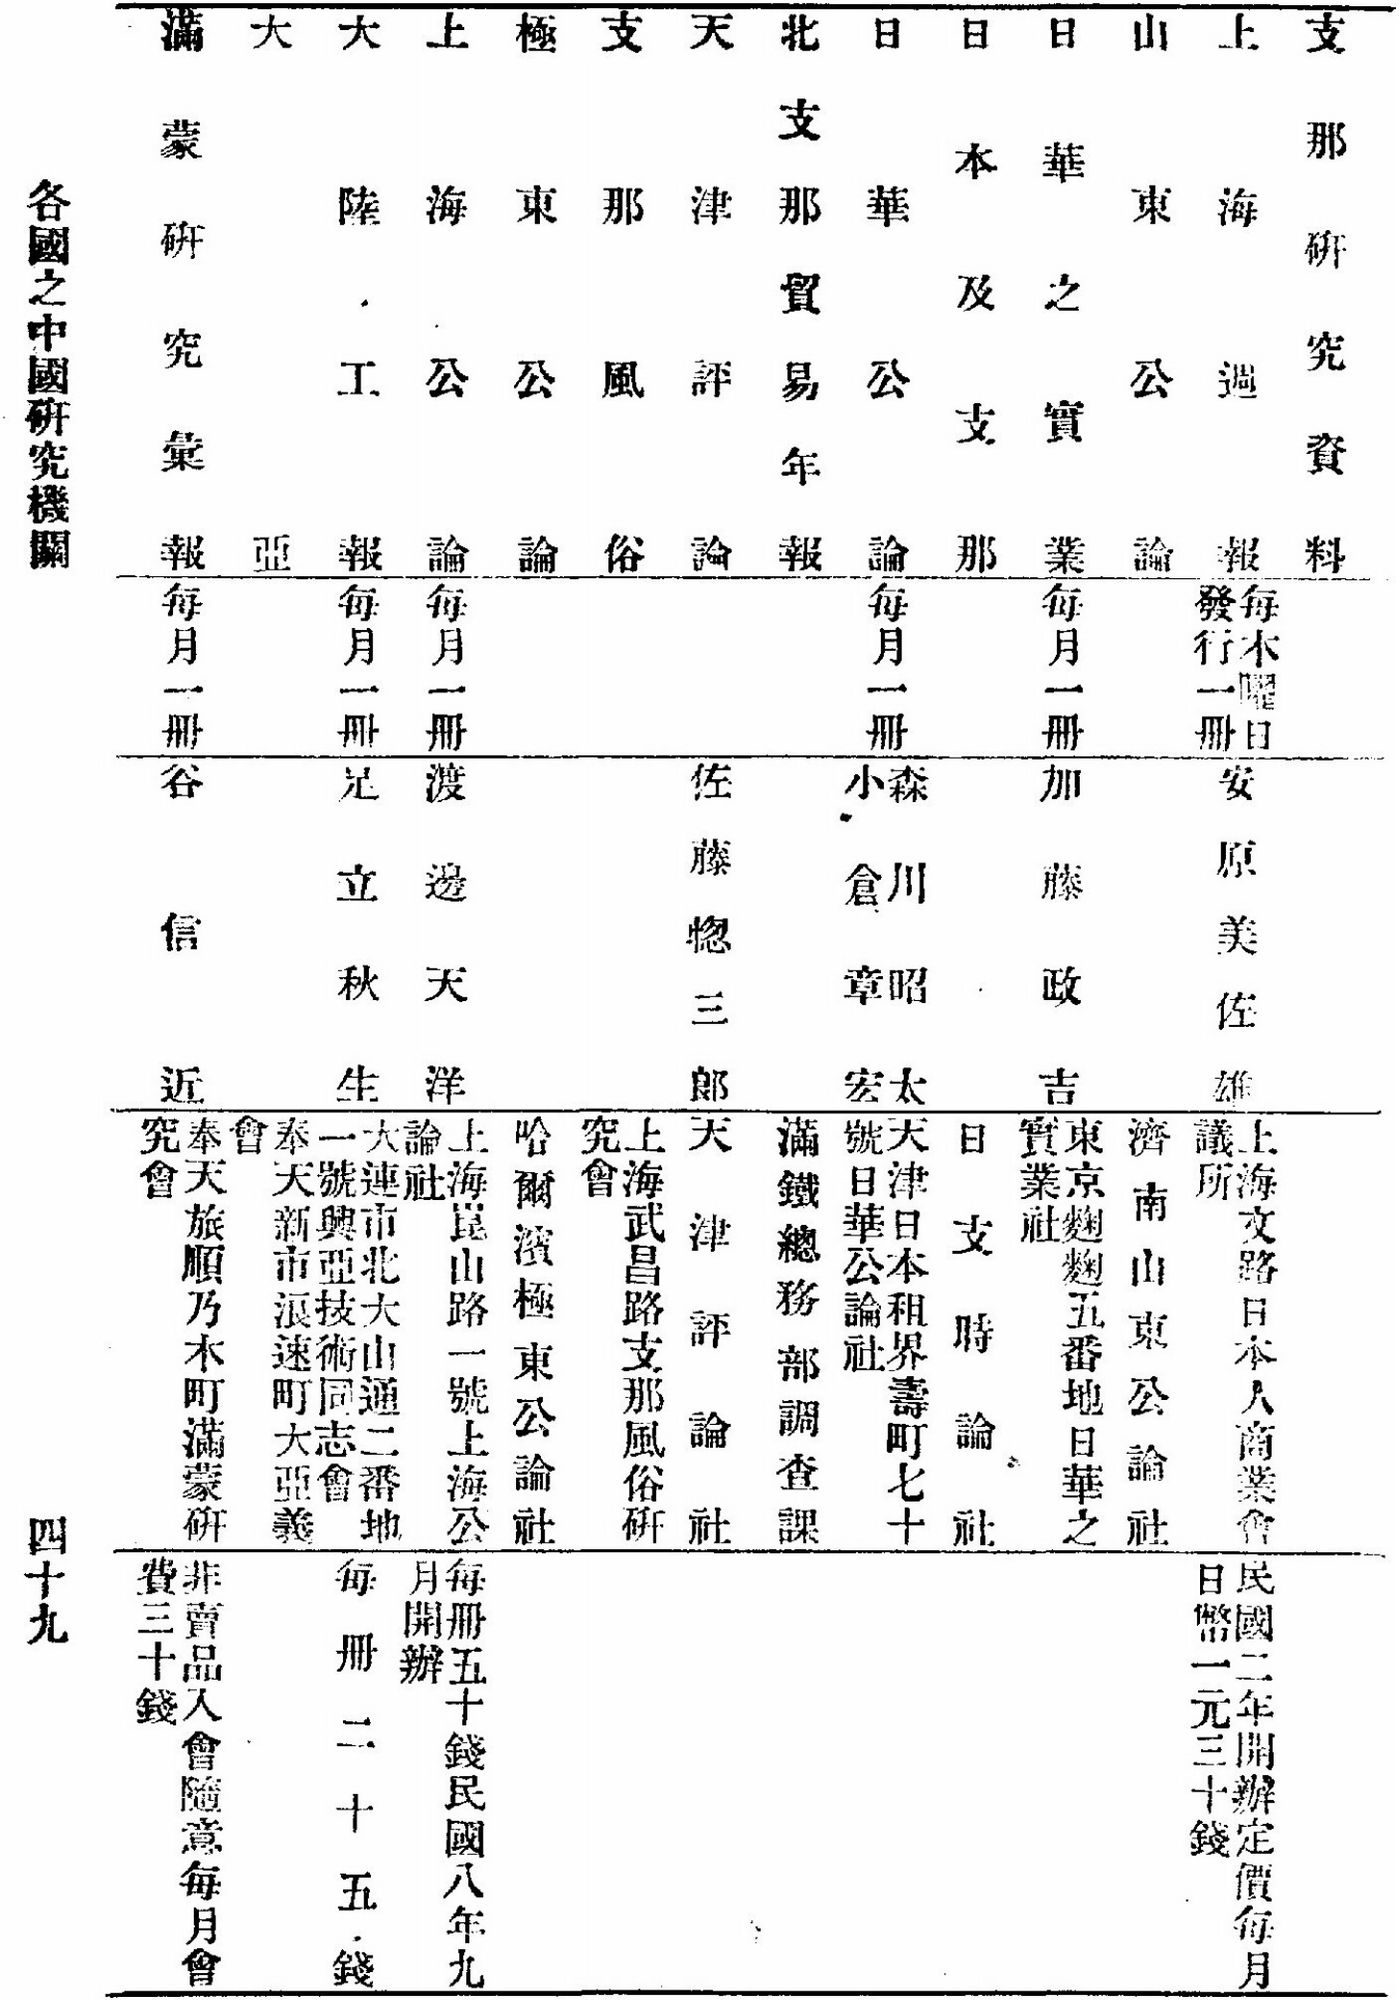 支那研究資料
上海週報 每木曜日發行一冊 安原美佐雄 上海文路日本人商業會議所 民國二年開辦定價每月日幣一元三十錢
山東公論 濟南山東公論社
日華之實業 每月一冊 加藤政吉 東京麴麴五番地日華之實業社
日本及支那 日支時論社
日華公論 每月一冊 森川昭太 小倉章宏 天津日本租界壽町七十號日華公論社
北支那貿易年報 滿鐵總務部調查課
天津評論 佐藤惣三郎 天津評論社
支那風俗 上海武昌路支那風俗研究會
極東公論 哈爾濱極東公論社
上海公論 每月一冊 渡邊天洋 上海崑山路一號上海公論社 每冊五十錢民國八年九月開辦
大陸工報 每月一冊 足立秋生 大連市北大山通二番地一號興亞技術同志會 每冊二十五錢
大亞 奉天新市浪速町大亞義會
滿蒙研究彙報 每月一冊 谷信近 奉天旅順乃木町滿蒙研究會 非賣品入會隨意每月會費三十錢
各國之中國研究機關
四十九